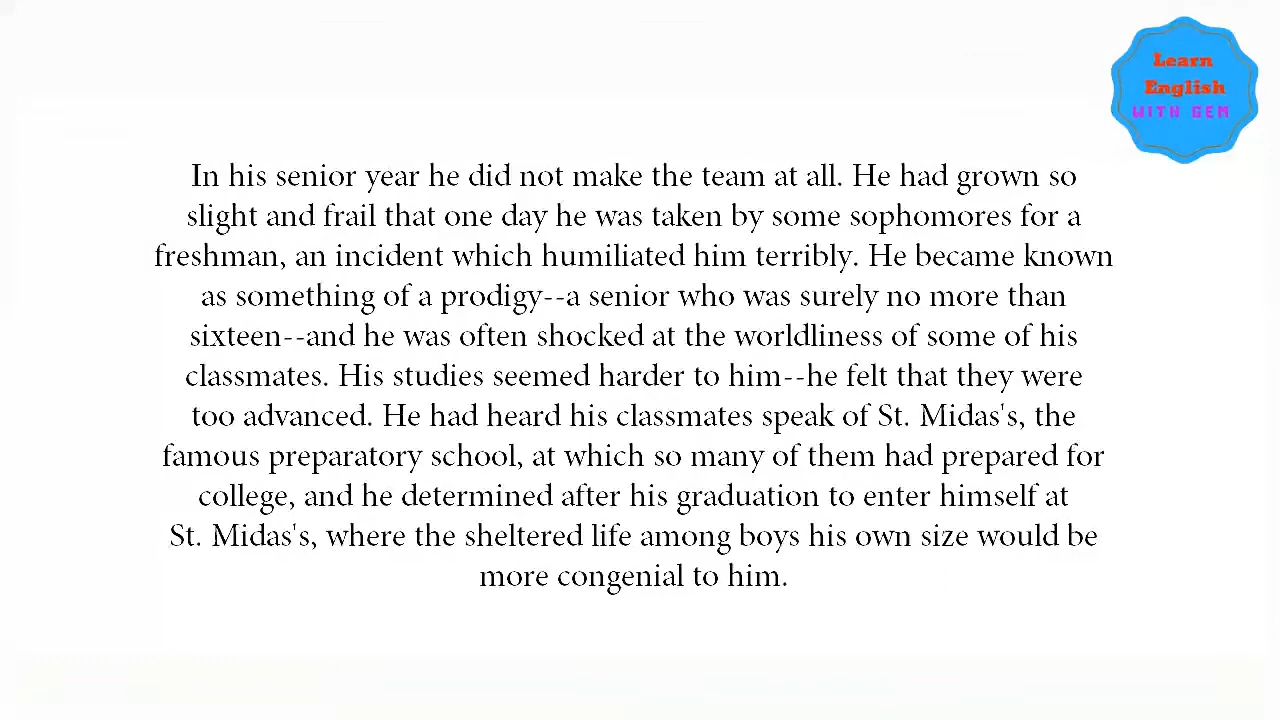 Learn
English
WITH GEM
In his senior year he did not make the team at all. He had grown so
slight and frail that one day he was taken by some sophomores for a
freshman, an incident which humiliated him terribly. He became known
as something of a prodigy--a senior who was surely no more than
sixteen--and he was often shocked at the worldliness of some of his
classmates. His studies seemed harder to him--he felt that they were
too advanced. He had heard his classmates speak of St. Midas's, the
famous preparatory school, at which so many of them had prepared for
college, and he determined after his graduation to enter himself at
St. Midas's, where the sheltered life among boys his own size would be
more congenial to him.